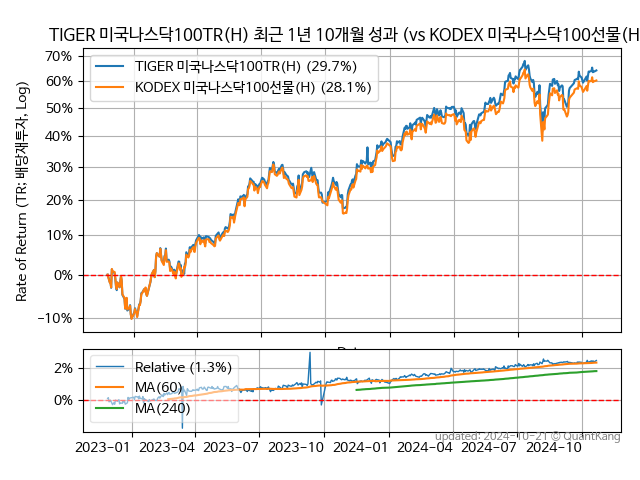 TIGER 미국나스닥100TR(H) 최근 1년 10개월 성과 (vs KODEX 미국나스닥100선물(H
70%
60%
50%
40%
30%
20%
10%
0%
−10%
Rate of Return (TR: 배당재투자, Log)
TIGER 미국나스닥100TR(H) (29.7%)
KODEX 미국나스닥100선물(H) (28.1%)
2%
0%
Relative (1.3%)
MA(60)
MA(240)
2023-01 2023-04 2023-07 2023-10 2024-01 2024-04 2024-07 2024-10
updated: 2024-10-21 © QuantKang